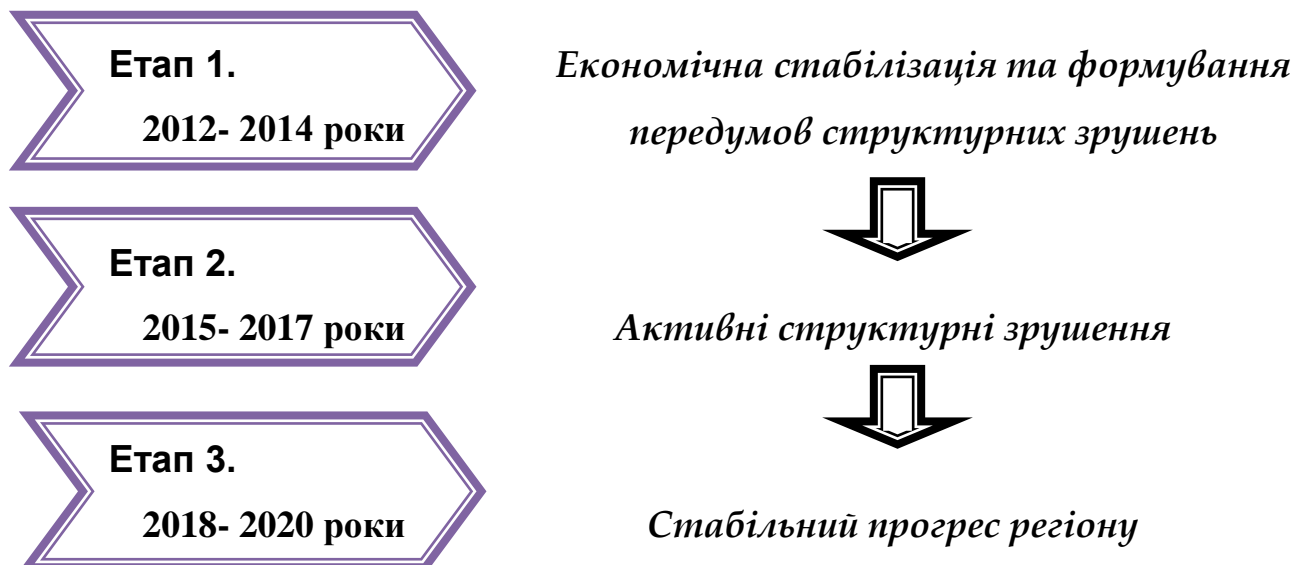 Етап 1.
2012- 2014 роки
Економічна стабілізація та формування
передумов структурних зрушень
Етап 2.
2015- 2017 роки
Активні структурні зрушення
Етап 3.
2018- 2020 роки
Стабільний прогрес регіону